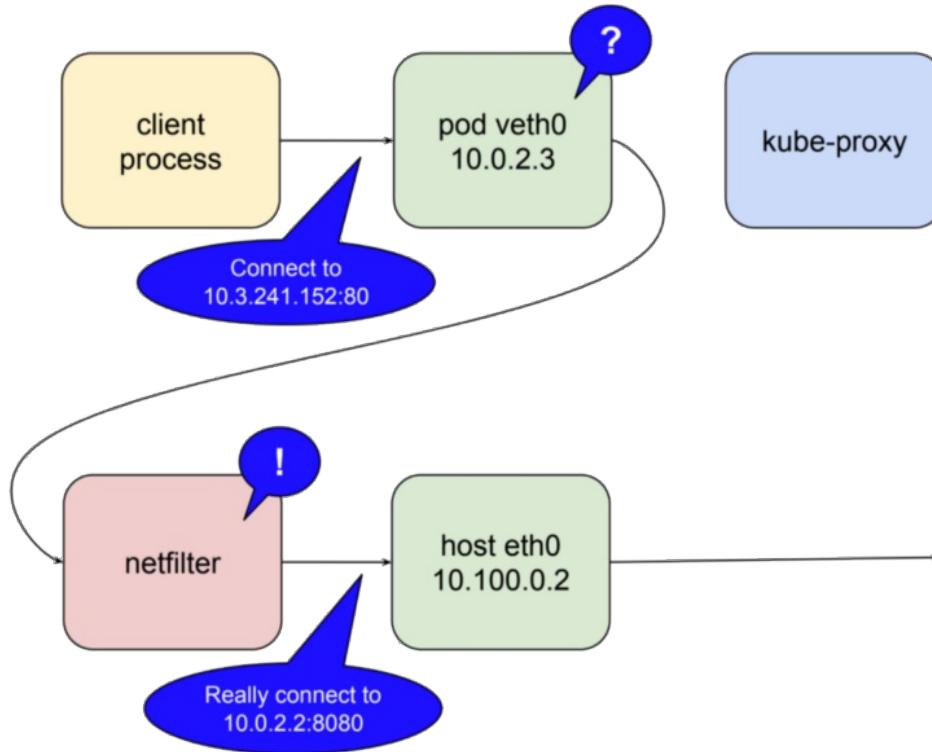 ?
client
process
pod veth0
10.0.2.3
kube-proxy
Connect to
10.3.241.152:80
!
netfilter
host eth0
10.100.0.2
Really connect to
10.0.2.2:8080